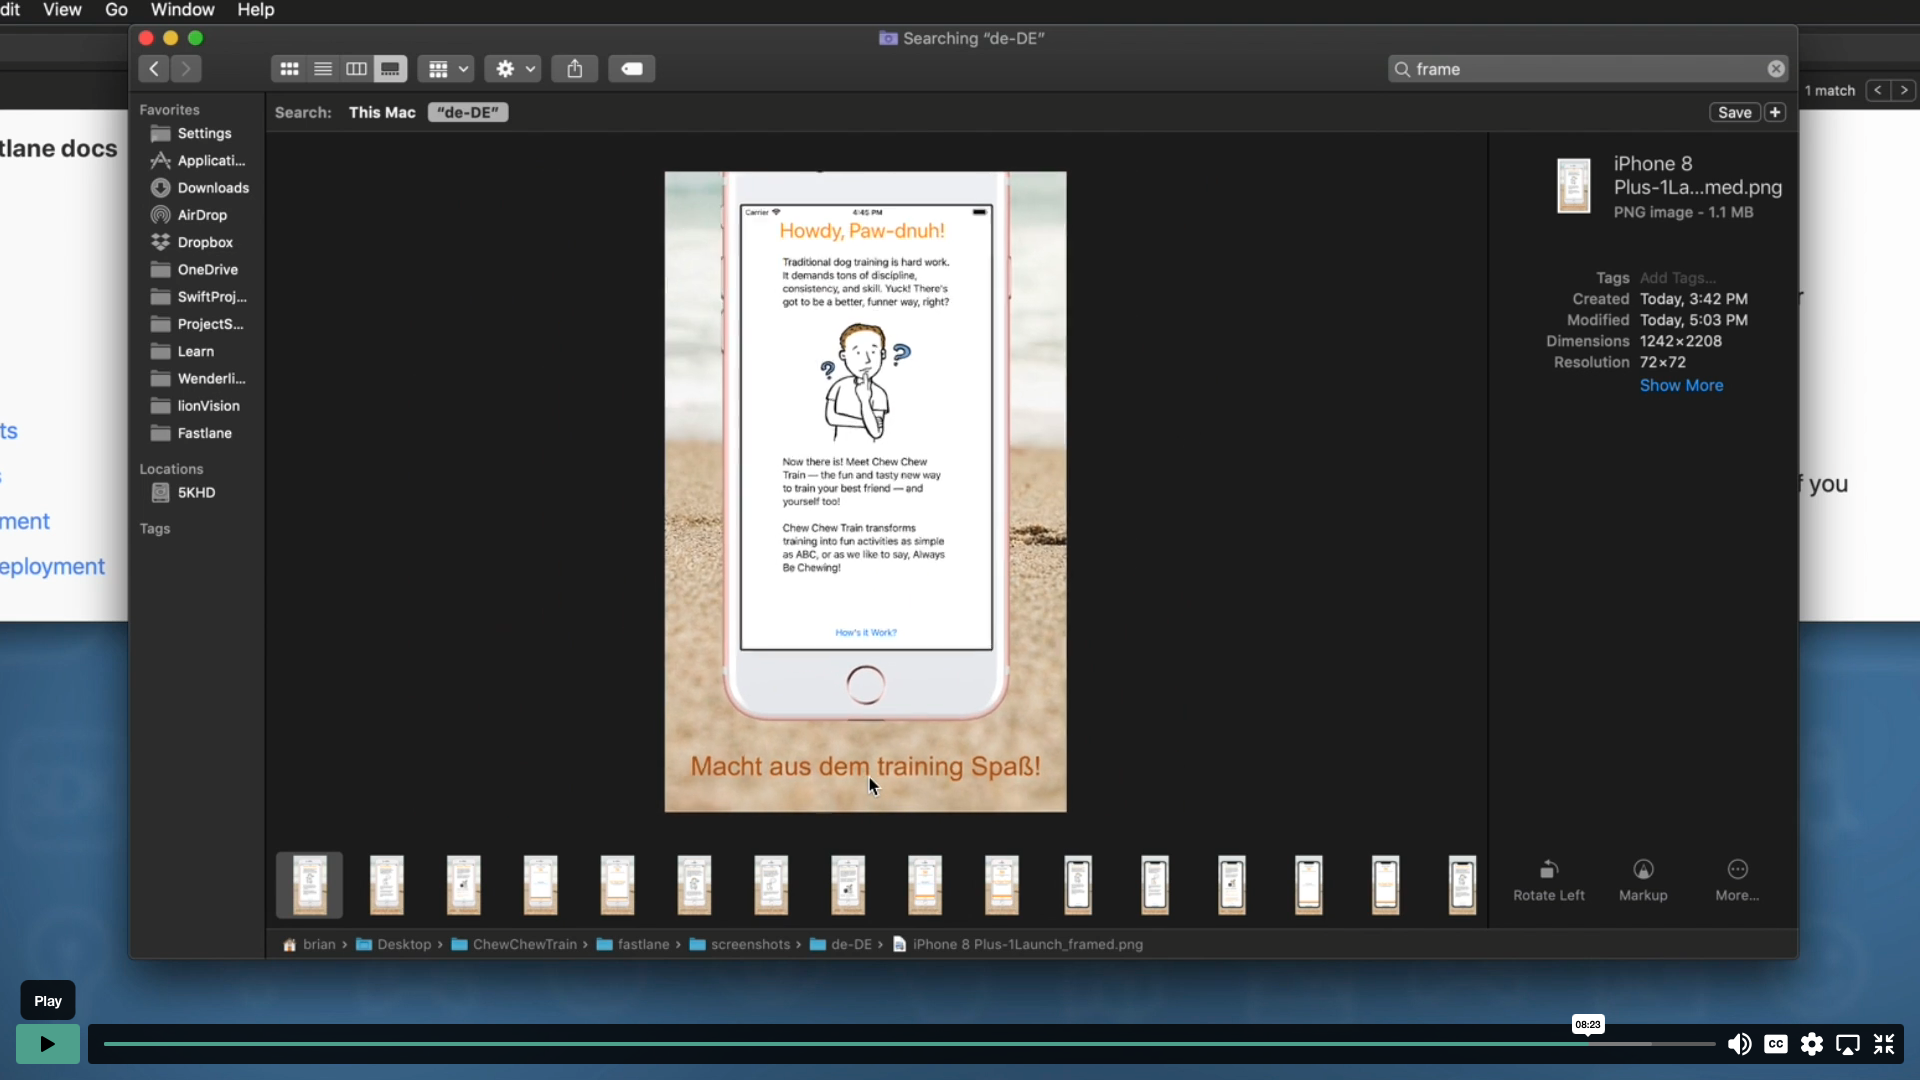 dit View Go Window Help
Searching “de-DE”
frame
1 match
Search: This Mac “de-DE”
Save +
Favorites
Settings
Applicati...
Downloads
AirDrop
Dropbox
OneDrive
SwiftProj...
ProjectS...
Learn
Wenderli...
lionVision
Fastlane
Locations
5KHD
Tags
tlane docs
ts
s
ment
eployment
Carrier 4:45 PM
Howdy, Paw-dnuh!
Traditional dog training is hard work.
It demands tons of discipline,
consistency, and skill. Yuck! There's
got to be a better, funner way, right?
? ?
Now there is! Meet Chew Chew
Train — the fun and tasty new way
to train your best friend — and
yourself too!
Chew Chew Train transforms
training into fun activities as simple
as ABC, or as we like to say, Always
Be Chewing!
How's it Work?
Macht aus dem training Spaß!
iPhone 8
Plus-1La...med.png
PNG image - 1.1 MB
Tags Add Tags...
Created Today, 3:42 PM
Modified Today, 5:03 PM
Dimensions 1242×2208
Resolution 72×72
Show More
r
f you
Rotate Left Markup More...
brian › Desktop › ChewChewTrain › fastlane › screenshots › de-DE › iPhone 8 Plus-1Launch_framed.png
Play
08:23
CC